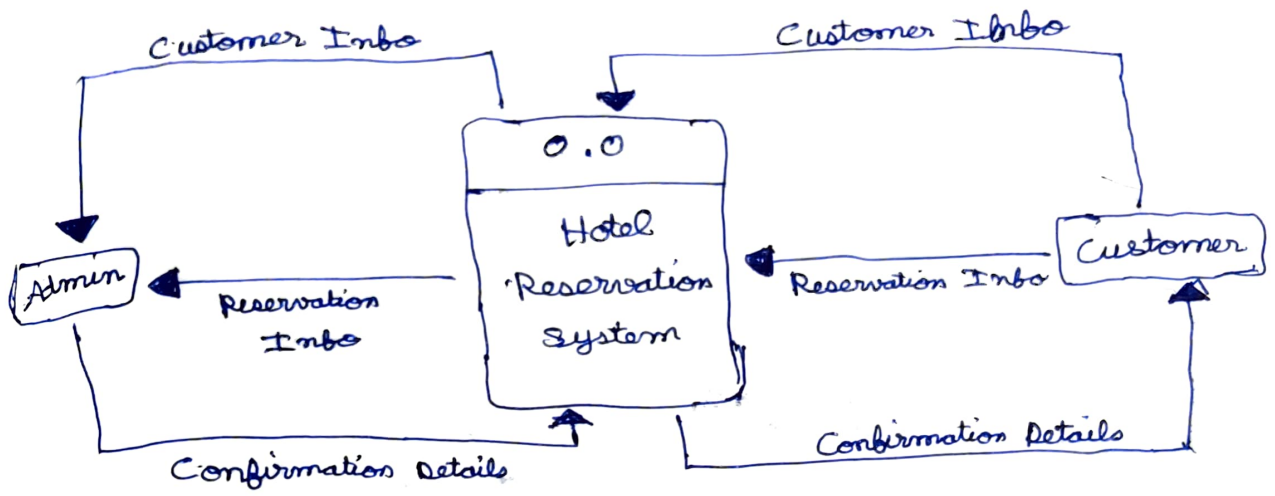 Customer Info
Customer Info
0.0
Hotel
Reservation
System
Customer
Admin
Reservation Info
Reservation
Info
Confirmation Details
Confirmation Details